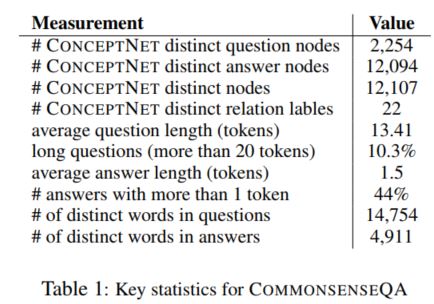 Measurement Value
# CONCEPTNET distinct question nodes 2,254
# CONCEPTNET distinct answer nodes 12,094
# CONCEPTNET distinct nodes 12,107
# CONCEPTNET distinct relation lables 22
average question length (tokens) 13.41
long questions (more than 20 tokens) 10.3%
average answer length (tokens) 1.5
# answers with more than 1 token 44%
# of distinct words in questions 14,754
# of distinct words in answers 4,911
Table 1: Key statistics for COMMONSENSEQA